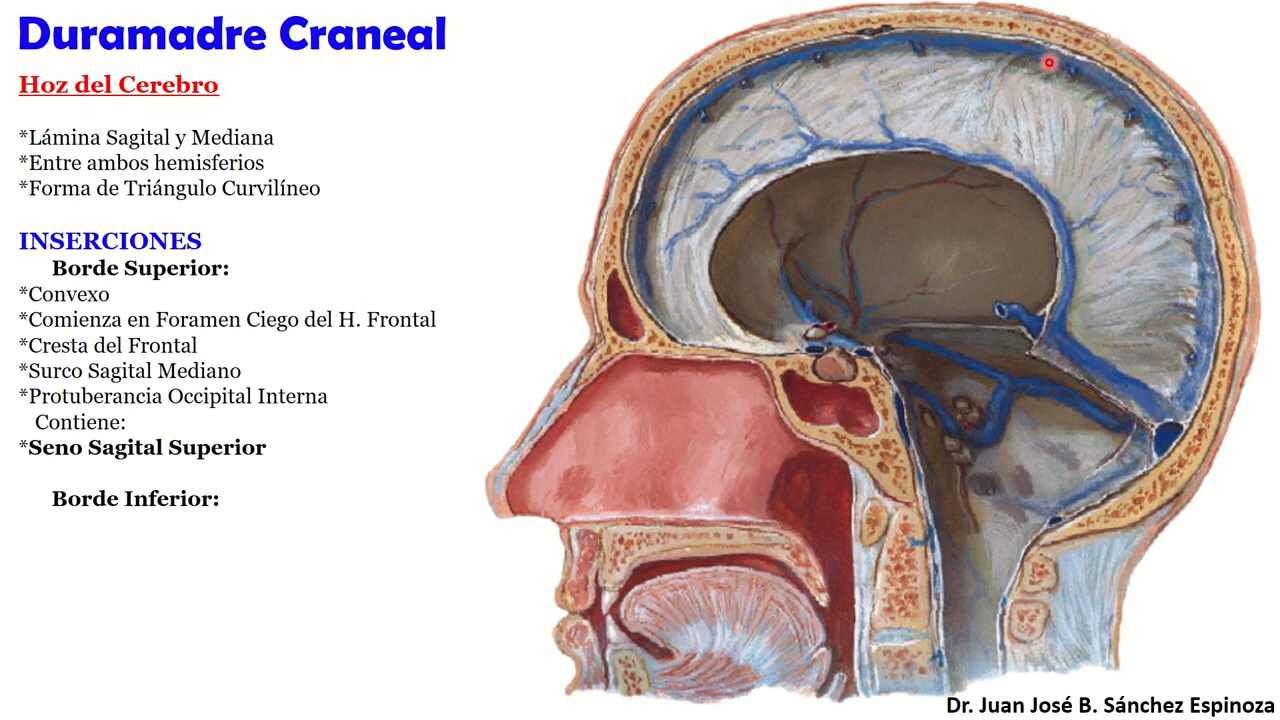 Duramadre Craneal
Hoz del Cerebro
*Lámina Sagital y Mediana
*Entre ambos hemisferios
*Forma de Triángulo Curvilíneo
INSERCIONES
Borde Superior:
*Convexo
*Comienza en Foramen Ciego del H. Frontal
*Cresta del Frontal
*Surco Sagital Mediano
*Protuberancia Occipital Interna
Contiene:
*Seno Sagital Superior
Borde Inferior:
Dr. Juan José B. Sánchez Espinoza